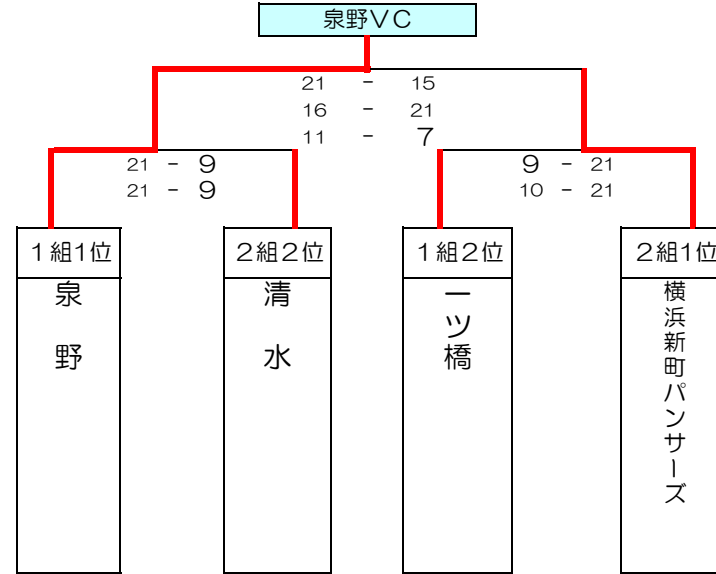 泉野VC
21 - 15
16 - 21
11 - 7
21 - 9
21 - 9
9 - 21
10 - 21
1組1位
2組2位
1組2位
2組1位
泉野
清水
一ツ橋
横浜新町パンサーズ